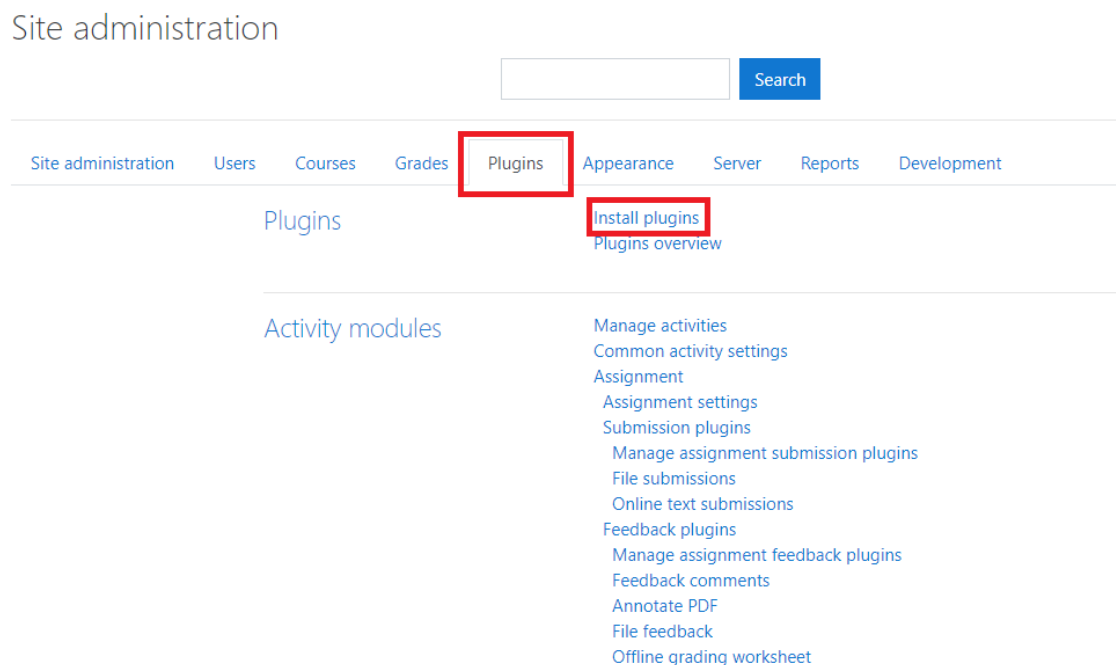 Site administration
Search
Site administration Users Courses Grades Plugins Appearance Server Reports Development
Plugins
Install plugins
Plugins overview
Activity modules
Manage activities
Common activity settings
Assignment
Assignment settings
Submission plugins
Manage assignment submission plugins
File submissions
Online text submissions
Feedback plugins
Manage assignment feedback plugins
Feedback comments
Annotate PDF
File feedback
Offline grading worksheet